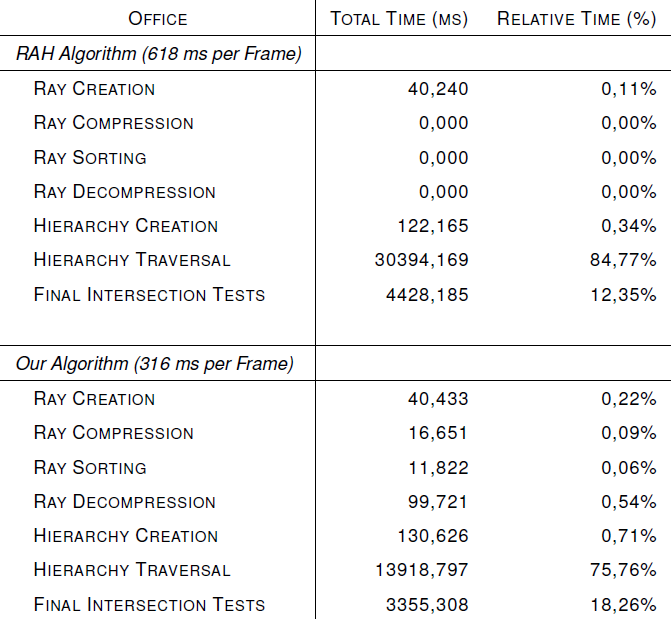 OFFICE TOTAL TIME (MS) RELATIVE TIME (%)
RAH Algorithm (618 ms per Frame)
RAY CREATION 40,240 0,11%
RAY COMPRESSION 0,000 0,00%
RAY SORTING 0,000 0,00%
RAY DECOMPRESSION 0,000 0,00%
HIERARCHY CREATION 122,165 0,34%
HIERARCHY TRAVERSAL 30394,169 84,77%
FINAL INTERSECTION TESTS 4428,185 12,35%
Our Algorithm (316 ms per Frame)
RAY CREATION 40,433 0,22%
RAY COMPRESSION 16,651 0,09%
RAY SORTING 11,822 0,06%
RAY DECOMPRESSION 99,721 0,54%
HIERARCHY CREATION 130,626 0,71%
HIERARCHY TRAVERSAL 13918,797 75,76%
FINAL INTERSECTION TESTS 3355,308 18,26%